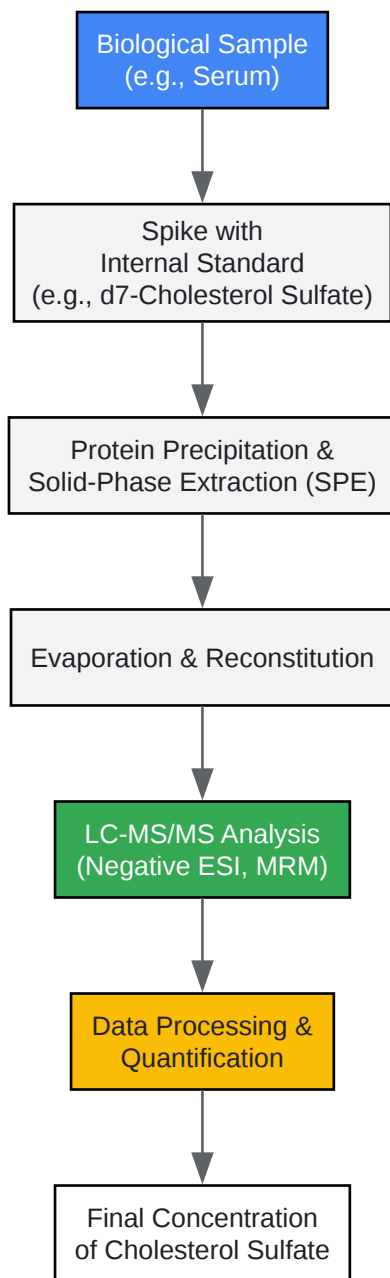 Biological Sample
(e.g., Serum)
Spike with
Internal Standard
(e.g., d7-Cholesterol Sulfate)
Protein Precipitation &
Solid-Phase Extraction (SPE)
Evaporation & Reconstitution
LC-MS/MS Analysis
(Negative ESI, MRM)
Data Processing &
Quantification
Final Concentration
of Cholesterol Sulfate